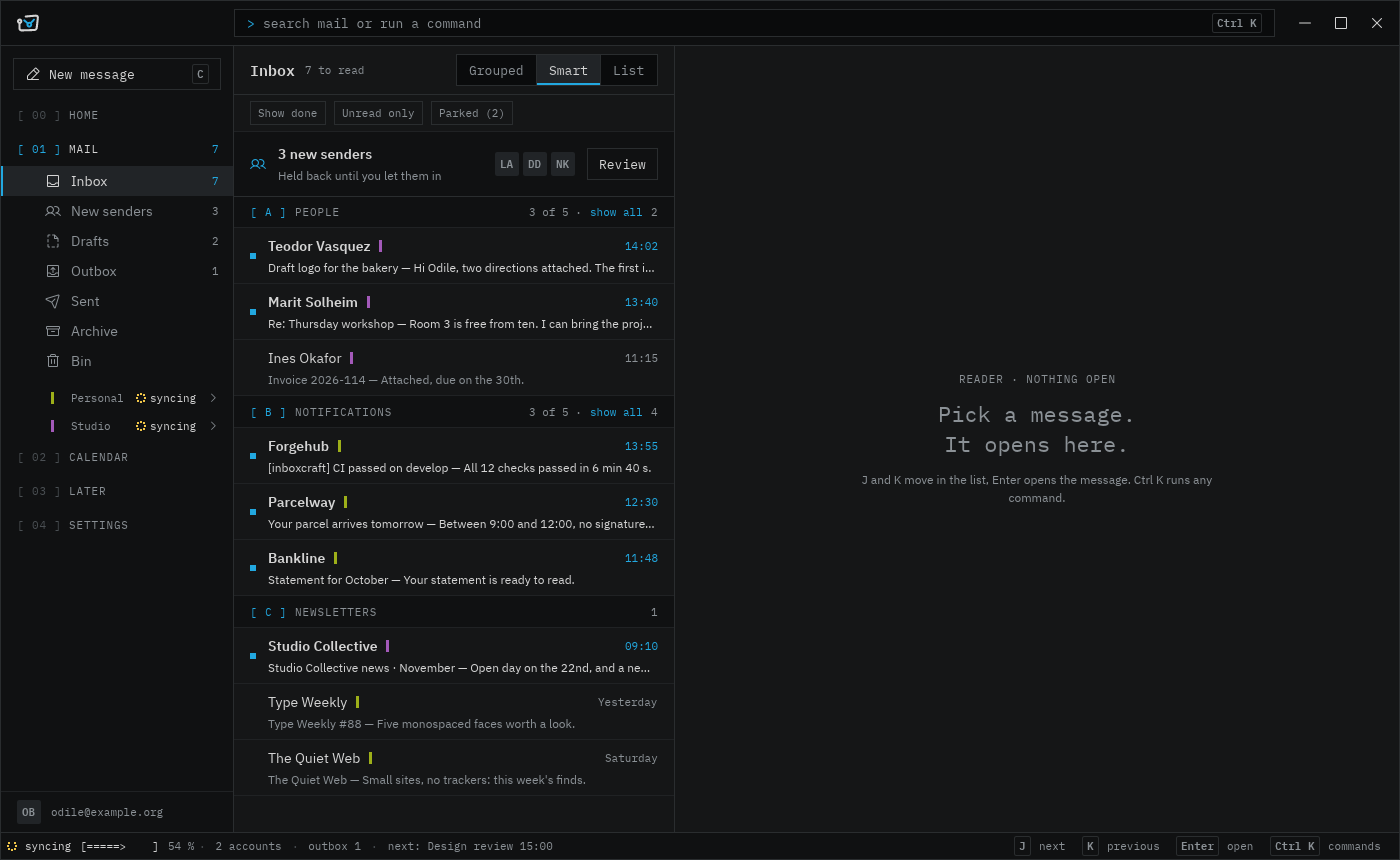 > search mail or run a command Ctrl K
New message C
[ 00 ] HOME
[ 01 ] MAIL 7
Inbox 7
New senders 3
Drafts 2
Outbox 1
Sent
Archive
Bin
Personal syncing
Studio syncing
[ 02 ] CALENDAR
[ 03 ] LATER
[ 04 ] SETTINGS
OB odile@example.org
Inbox 7 to read Grouped Smart List
Show done Unread only Parked (2)
3 new senders
Held back until you let them in
LA DD NK Review
[ A ] PEOPLE 3 of 5 · show all 2
Teodor Vasquez 14:02
Draft logo for the bakery — Hi Odile, two directions attached. The first i…
Marit Solheim 13:40
Re: Thursday workshop — Room 3 is free from ten. I can bring the proj…
Ines Okafor 11:15
Invoice 2026-114 — Attached, due on the 30th.
[ B ] NOTIFICATIONS 3 of 5 · show all 4
Forgehub 13:55
[inboxcraft] CI passed on develop — All 12 checks passed in 6 min 40 s.
Parcelway 12:30
Your parcel arrives tomorrow — Between 9:00 and 12:00, no signature…
Bankline 11:48
Statement for October — Your statement is ready to read.
[ C ] NEWSLETTERS 1
Studio Collective 09:10
Studio Collective news · November — Open day on the 22nd, and a ne…
Type Weekly Yesterday
Type Weekly #88 — Five monospaced faces worth a look.
The Quiet Web Saturday
The Quiet Web — Small sites, no trackers: this week's finds.
READER · NOTHING OPEN
Pick a message.
It opens here.
J and K move in the list, Enter opens the message. Ctrl K runs any
command.
syncing [=====> ] 54 % · 2 accounts · outbox 1 · next: Design review 15:00
J next K previous Enter open Ctrl K commands